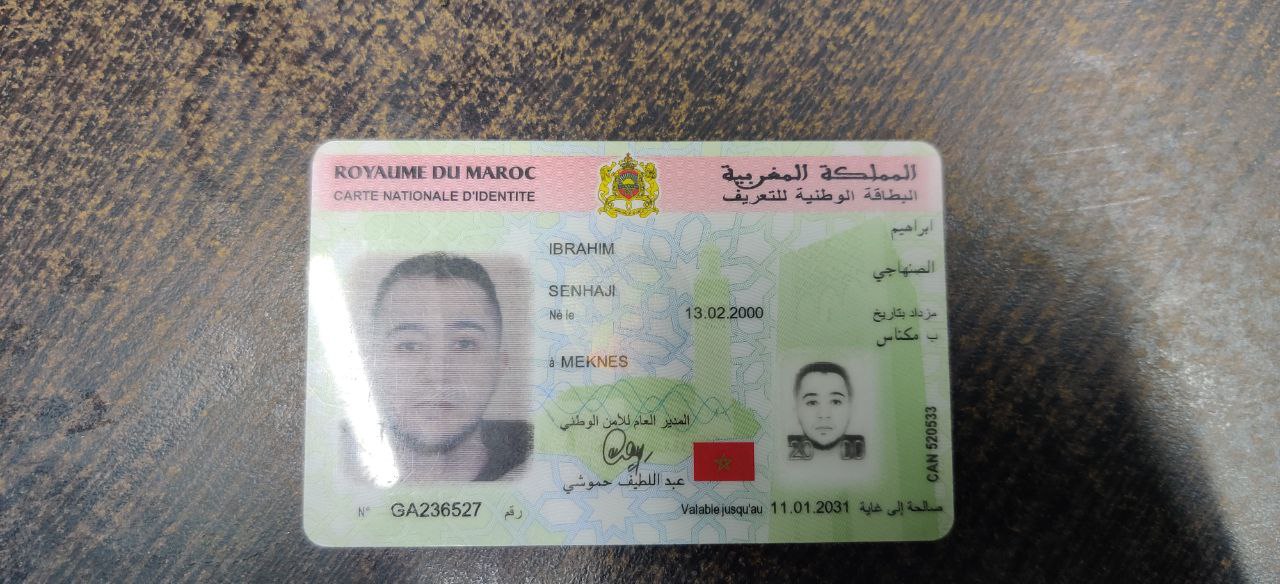 ROYAUME DU MAROC
المملكة المغربية
CARTE NATIONALE D'IDENTITE
البطاقة الوطنية للتعريف
ابراهيم
IBRAHIM
الصنهاجي
SENHAJI
Né le 13.02.2000 مزداد بتاريخ
ب مكناس
à MEKNES
المدير العام للأمن الوطني
عبد اللطيف حموشي
CAN 520533
N° GA236527 رقم
Valable jusqu'au 11.01.2031 صالحة إلى غاية